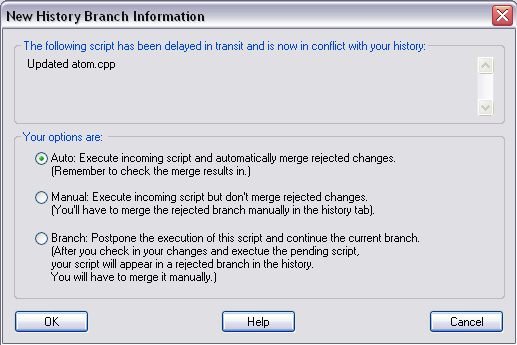 New History Branch Information
The following script has been delayed in transit and is now in conflict with your history:
Updated atom.cpp
Your options are:
Auto: Execute incoming script and automatically merge rejected changes.
(Remember to check the merge results in.)
Manual: Execute incoming script but don't merge rejected changes.
(You'll have to merge the rejected branch manually in the history tab).
Branch: Postpone the execution of this script and continue the current branch.
(After you check in your changes and exectue the pending script,
your script will appear in a rejected branch in the history.
You will have to merge it manually.)
OK
Help
Cancel